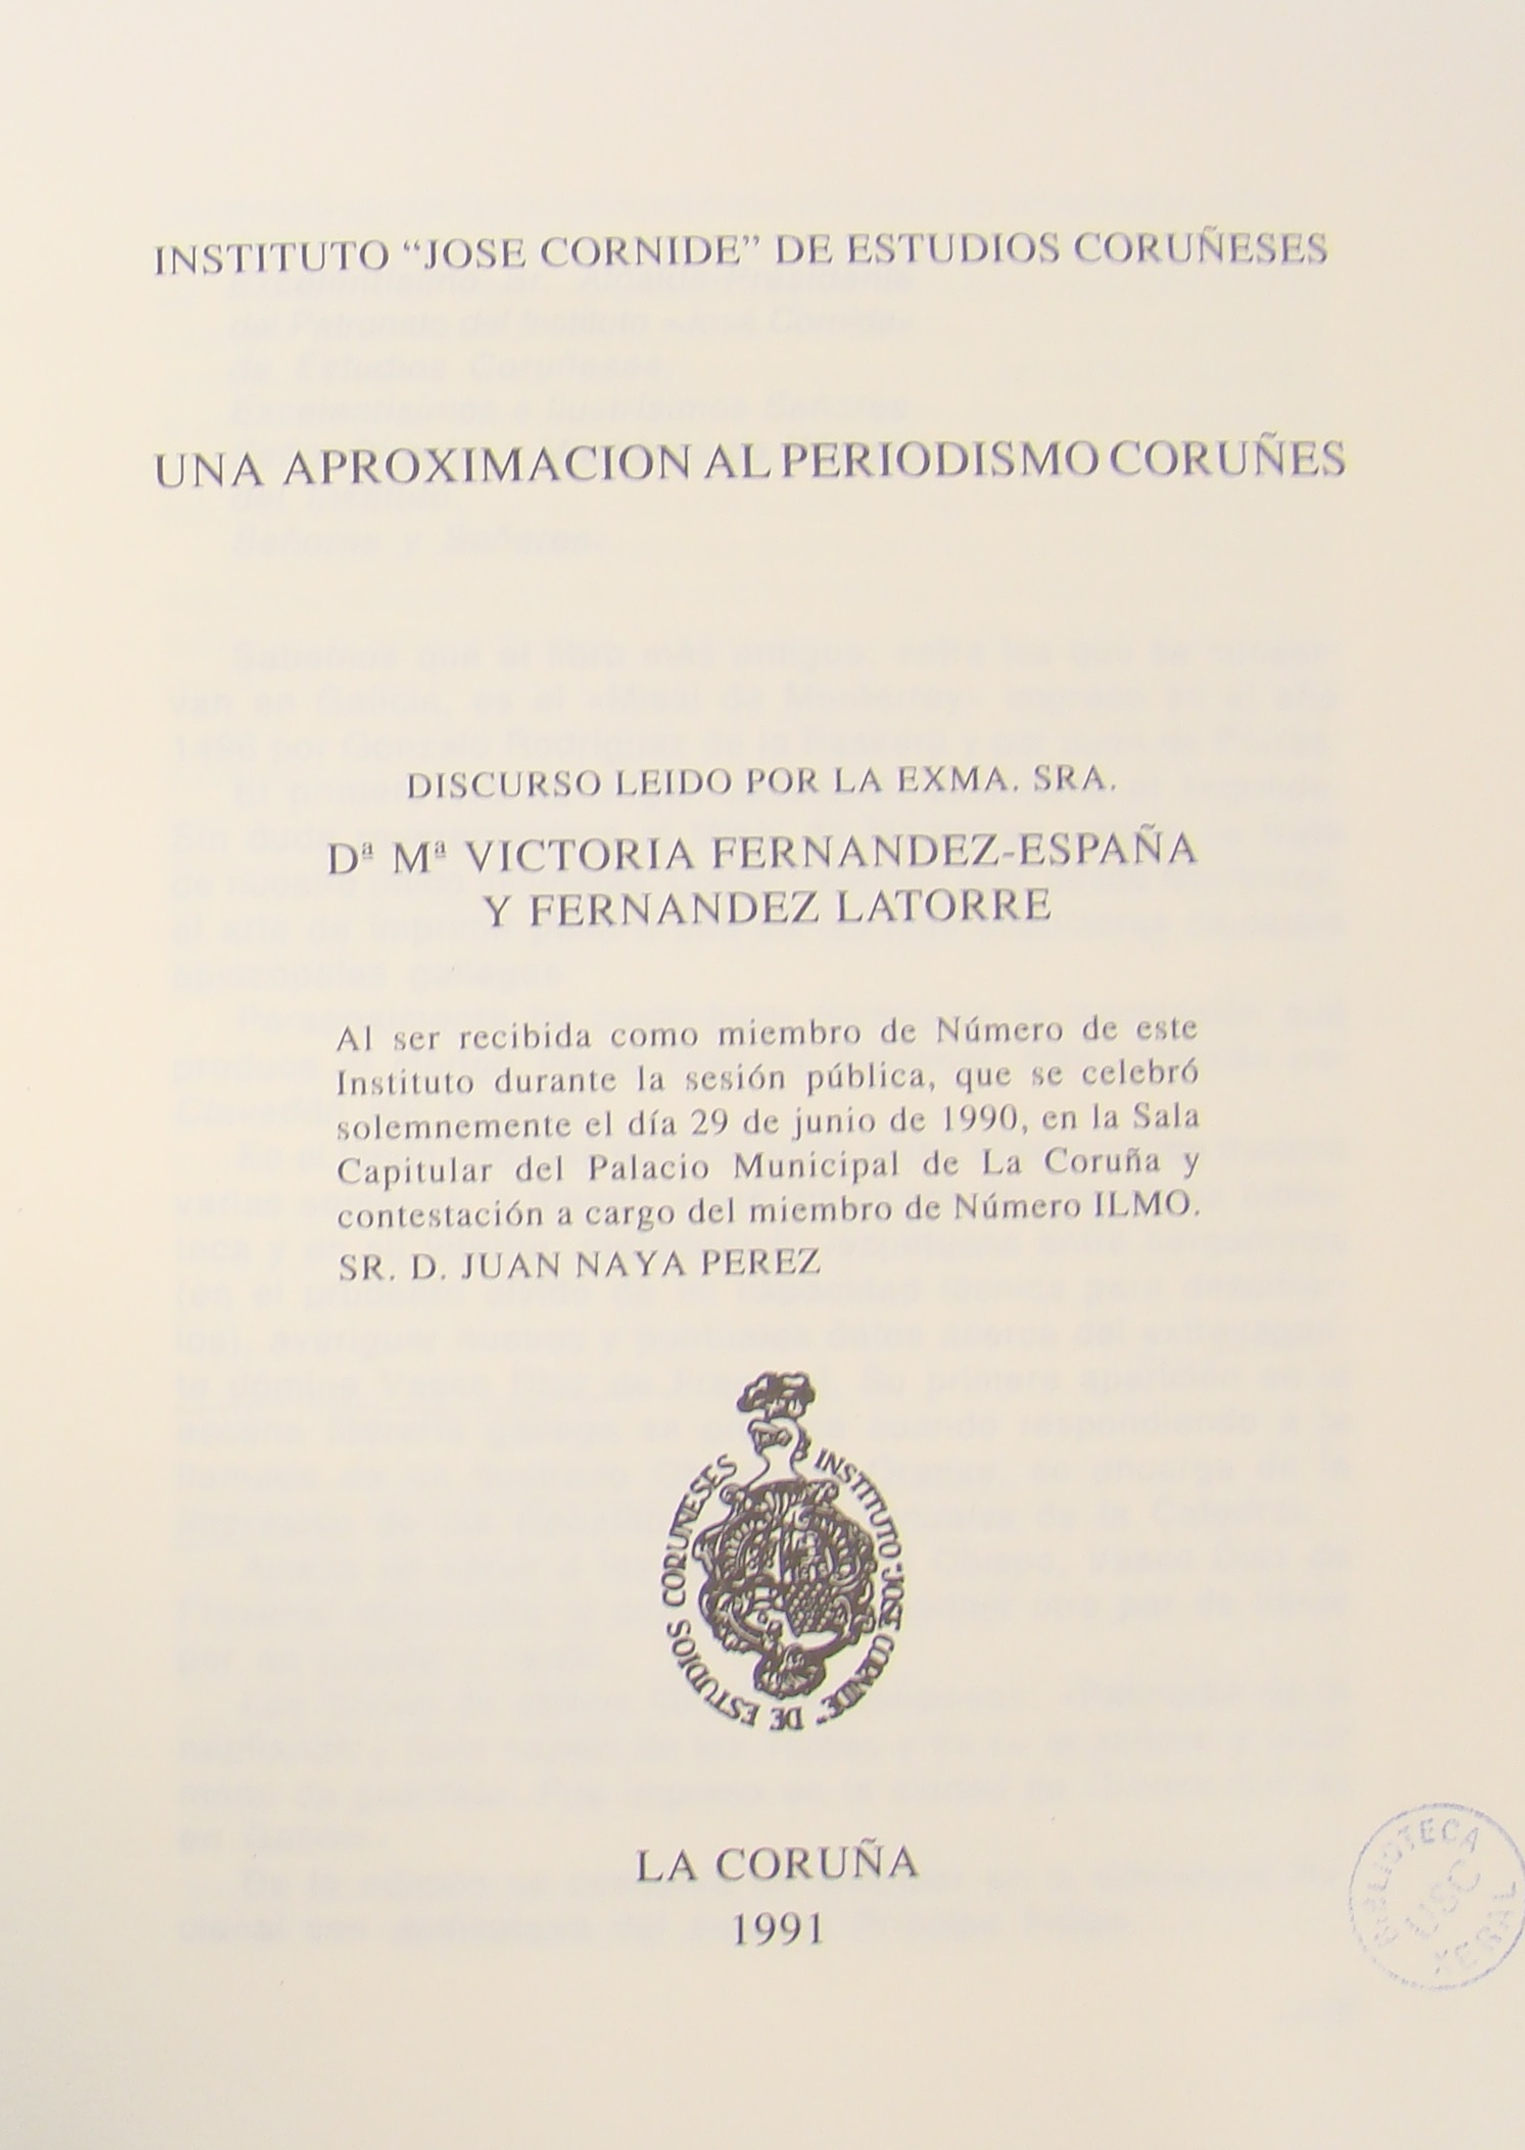 INSTITUTO “JOSE CORNIDE” DE ESTUDIOS CORUÑESES
UNA APROXIMACION AL PERIODISMO CORUÑES
DISCURSO LEIDO POR LA EXMA. SRA.
Dª Mª VICTORIA FERNANDEZ-ESPAÑA
Y FERNANDEZ LATORRE
Al ser recibida como miembro de Número de este
Instituto durante la sesión pública, que se celebró
solemnemente el día 29 de junio de 1990, en la Sala
Capitular del Palacio Municipal de La Coruña y
contestación a cargo del miembro de Número ILMO.
SR. D. JUAN NAYA PEREZ
INSTITUTO "JOSE CORNIDE" DE ESTUDIOS CORUÑESES
LA CORUÑA
1991
BIBLIOTECA
USC
XERAL